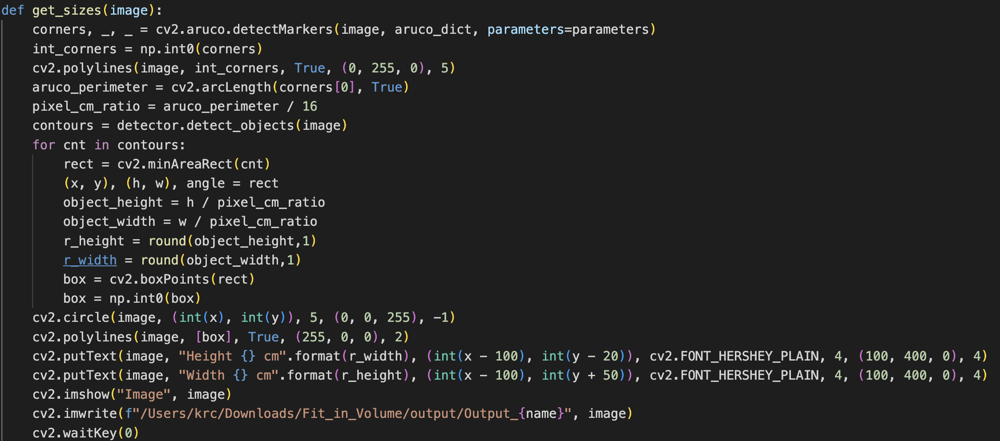 def get_sizes(image):
    corners, _, _ = cv2.aruco.detectMarkers(image, aruco_dict, parameters=parameters)
    int_corners = np.int0(corners)
    cv2.polylines(image, int_corners, True, (0, 255, 0), 5)
    aruco_perimeter = cv2.arcLength(corners[0], True)
    pixel_cm_ratio = aruco_perimeter / 16
    contours = detector.detect_objects(image)
    for cnt in contours:
        rect = cv2.minAreaRect(cnt)
        (x, y), (h, w), angle = rect
        object_height = h / pixel_cm_ratio
        object_width = w / pixel_cm_ratio
        r_height = round(object_height,1)
        r_width = round(object_width,1)
        box = cv2.boxPoints(rect)
        box = np.int0(box)
    cv2.circle(image, (int(x), int(y)), 5, (0, 0, 255), -1)
    cv2.polylines(image, [box], True, (255, 0, 0), 2)
    cv2.putText(image, "Height {} cm".format(r_width), (int(x - 100), int(y - 20)), cv2.FONT_HERSHEY_PLAIN, 4, (100, 400, 0), 4)
    cv2.putText(image, "Width {} cm".format(r_height), (int(x - 100), int(y + 50)), cv2.FONT_HERSHEY_PLAIN, 4, (100, 400, 0), 4)
    cv2.imshow("Image", image)
    cv2.imwrite(f"/Users/krc/Downloads/Fit_in_Volume/output/Output_{name}", image)
    cv2.waitKey(0)